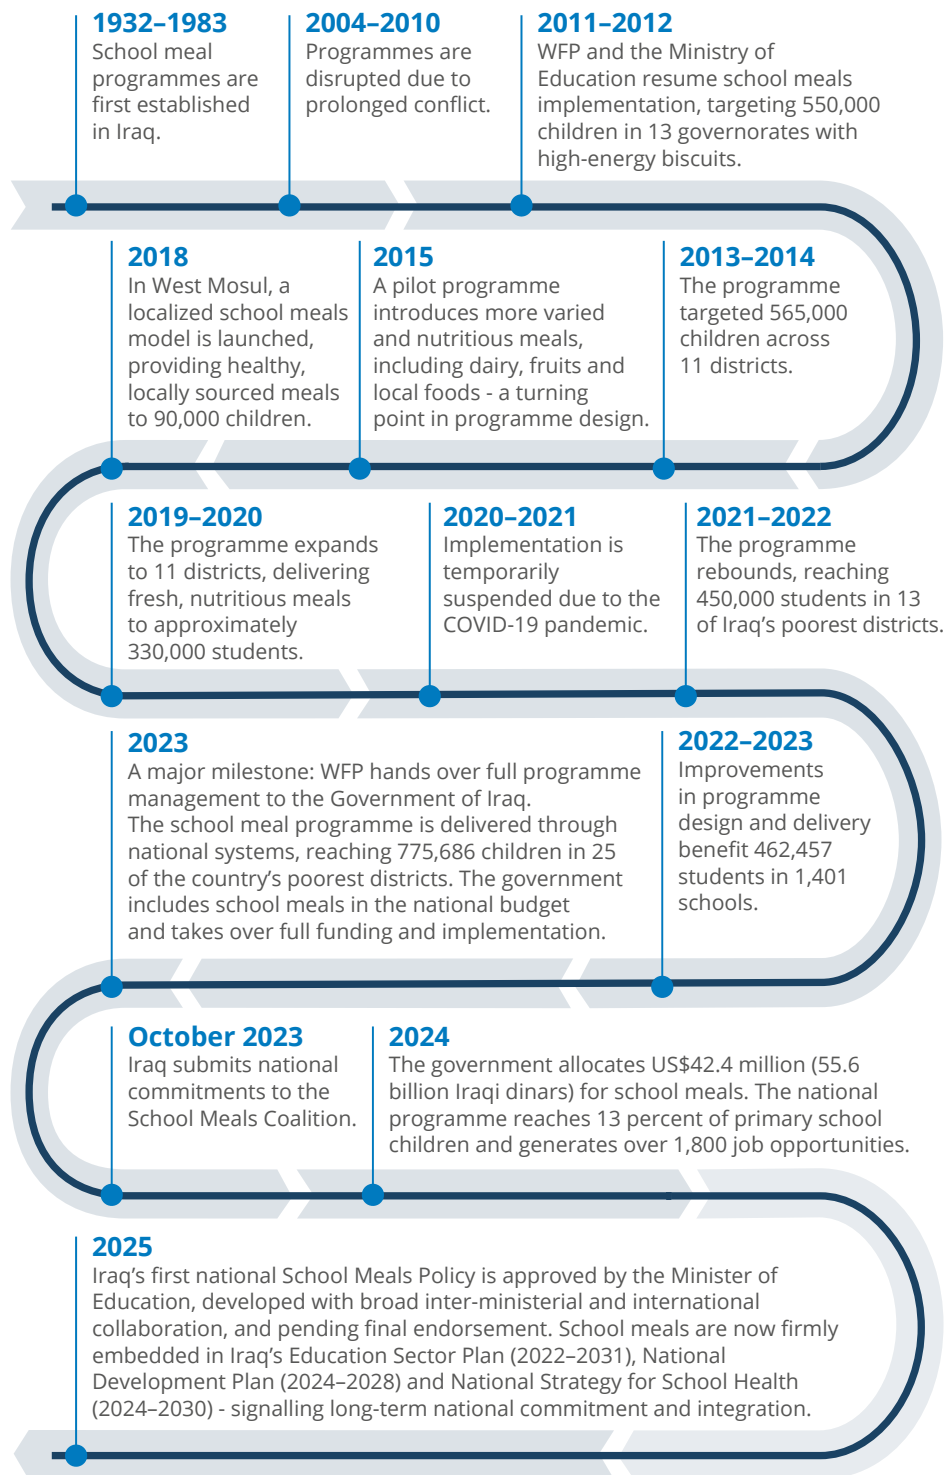 1932–1983
School meal
programmes are
first established
in Iraq.
2004–2010
Programmes are
disrupted due to
prolonged conflict.
2011–2012
WFP and the Ministry of
Education resume school meals
implementation, targeting 550,000
children in 13 governorates with
high-energy biscuits.
2013–2014
The programme
targeted 565,000
children across
11 districts.
2015
A pilot programme
introduces more varied
and nutritious meals,
including dairy, fruits and
local foods - a turning
point in programme design.
2018
In West Mosul, a
localized school meals
model is launched,
providing healthy,
locally sourced meals
to 90,000 children.
2019–2020
The programme expands
to 11 districts, delivering
fresh, nutritious meals
to approximately
330,000 students.
2020–2021
Implementation is
temporarily
suspended due to the
COVID-19 pandemic.
2021–2022
The programme
rebounds, reaching
450,000 students in 13
of Iraq’s poorest districts.
2022–2023
Improvements
in programme
design and delivery
benefit 462,457
students in 1,401
schools.
2023
A major milestone: WFP hands over full programme
management to the Government of Iraq.
The school meal programme is delivered through
national systems, reaching 775,686 children in 25
of the country’s poorest districts. The government
includes school meals in the national budget
and takes over full funding and implementation.
October 2023
Iraq submits national
commitments to the
School Meals Coalition.
2024
The government allocates US$42.4 million (55.6
billion Iraqi dinars) for school meals. The national
programme reaches 13 percent of primary school
children and generates over 1,800 job opportunities.
2025
Iraq’s first national School Meals Policy is approved by the Minister of
Education, developed with broad inter-ministerial and international
collaboration, and pending final endorsement. School meals are now firmly
embedded in Iraq’s Education Sector Plan (2022–2031), National
Development Plan (2024–2028) and National Strategy for School Health
(2024–2030) - signalling long-term national commitment and integration.